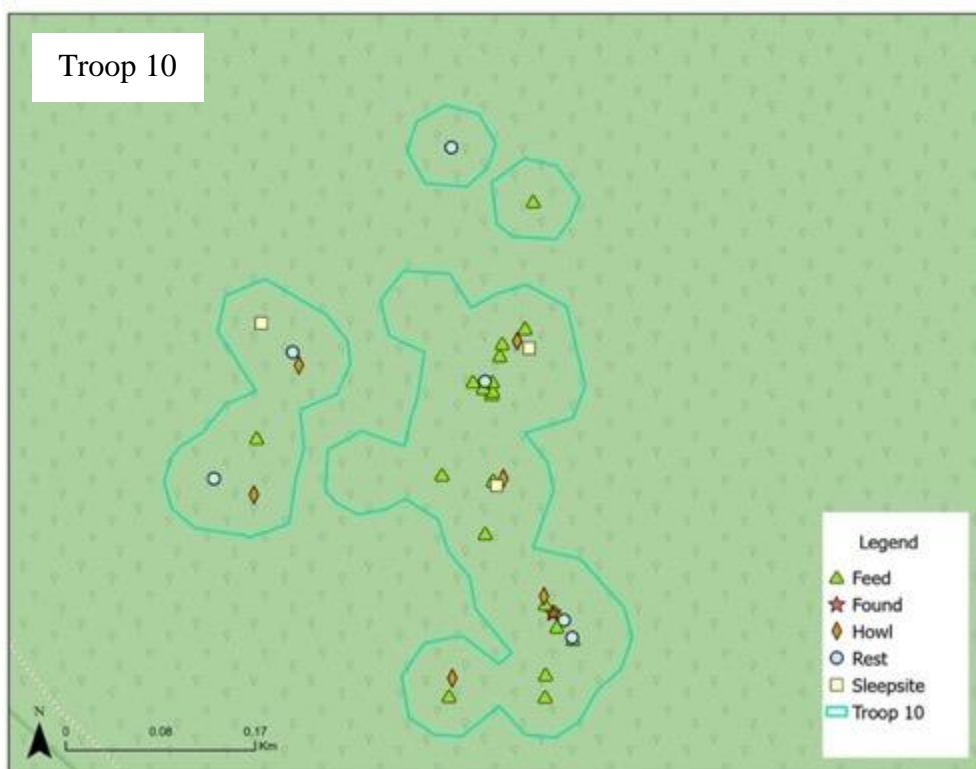 Troop 10
Legend
Feed
Found
Howl
Rest
Sleepsite
Troop 10
N
0 0.08 0.17
Km